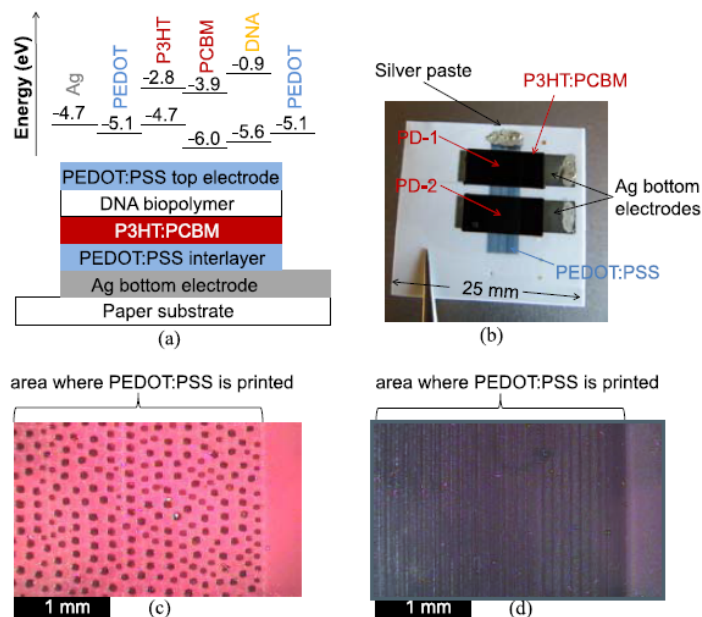 Energy (eV)
Ag
PEDOT
P3HT
PCBM
DNA
PEDOT
−4.7
−5.1
−2.8
−4.7
−3.9
−6.0
−0.9
−5.6
−5.1
PEDOT:PSS top electrode
DNA biopolymer
P3HT:PCBM
PEDOT:PSS interlayer
Ag bottom electrode
Paper substrate
(a)
Silver paste
P3HT:PCBM
PD-1
PD-2
Ag bottom
electrodes
PEDOT:PSS
25 mm
(b)
area where PEDOT:PSS is printed
1 mm
(c)
area where PEDOT:PSS is printed
1 mm
(d)